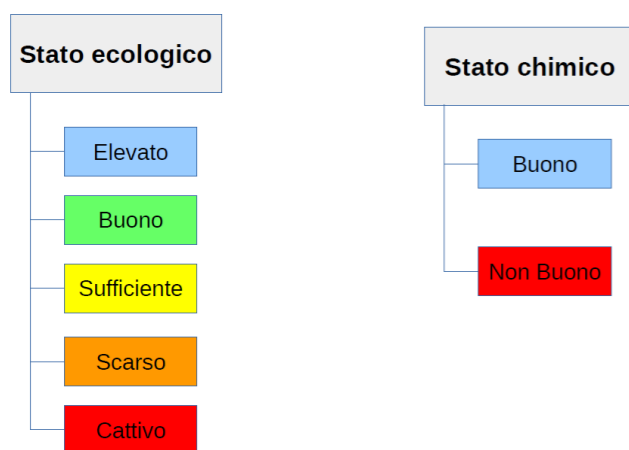 Stato ecologico
Elevato
Buono
Sufficiente
Scarso
Cattivo
Stato chimico
Buono
Non Buono